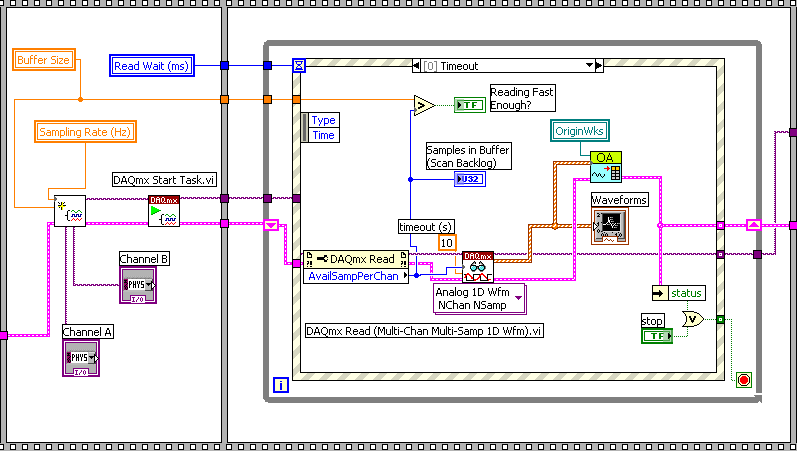 Buffer Size
Read Wait (ms)
[0] Timeout
Reading Fast
Enough?
TF
Type
Time
Sampling Rate (Hz)
OriginWks
Samples in Buffer
(Scan Backlog)
U32
OA
DAQmx Start Task.vi
DAQmx
Waveforms
timeout (s)
10
DAQmx Read
AvailSampPerChan
DAQmx
Channel B
PHYS
I/O
Analog 1D Wfm
NChan NSamp
status
stop
TF
Channel A
PHYS
I/O
DAQmx Read (Multi-Chan Multi-Samp 1D Wfm).vi
i